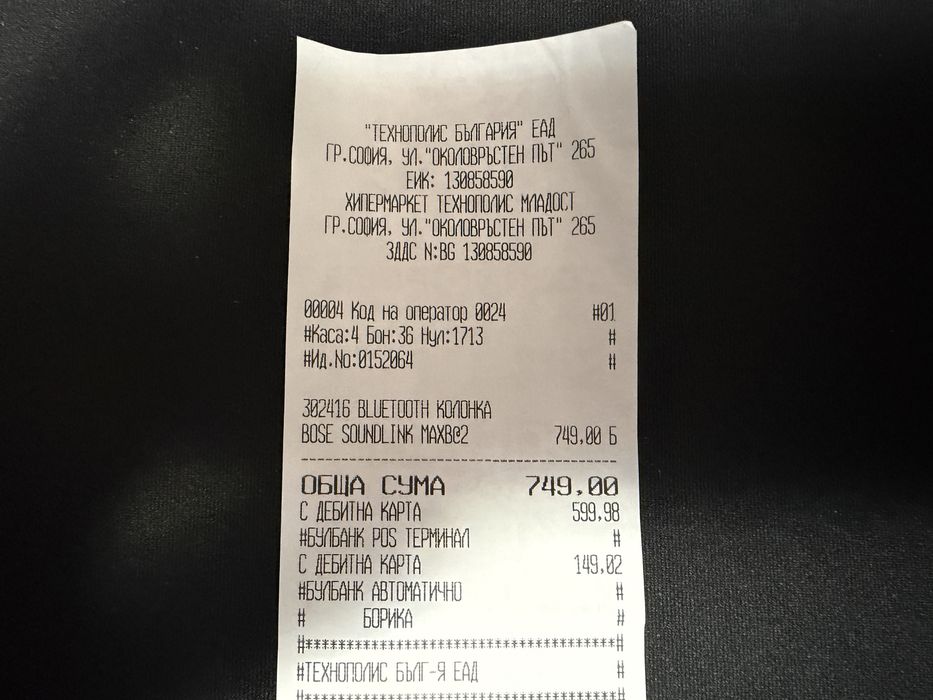 "ТЕХНОПОЛИС БЪЛГАРИЯ" ЕАД
ГР.СОФИЯ, УЛ."ОКОЛОВРЪСТЕН ПЪТ" 265
ЕИК: 130858590
ХИПЕРМАРКЕТ ТЕХНОПОЛИС МЛАДОСТ
ГР.СОФИЯ, УЛ."ОКОЛОВРЪСТЕН ПЪТ" 265
ЗДДС N:BG 130858590
00004 Код на оператор 0024 #01
#Каса:4 Бон:36 Нул:1713 #
#Ид.No:0152064 #
302416 BLUETOOTH КОЛОНКА
BOSE SOUNDLINK MAXB@2 749,00 Б
ОБЩА СУМА 749,00
С ДЕБИТНА КАРТА 599,98
#БУЛБАНК POS ТЕРМИНАЛ #
С ДЕБИТНА КАРТА 149,02
#БУЛБАНК АВТОМАТИЧНО #
# БОРИКА #
#**************************************#
#ТЕХНОПОЛИС БЪЛГ-Я ЕАД #
#**************************************#